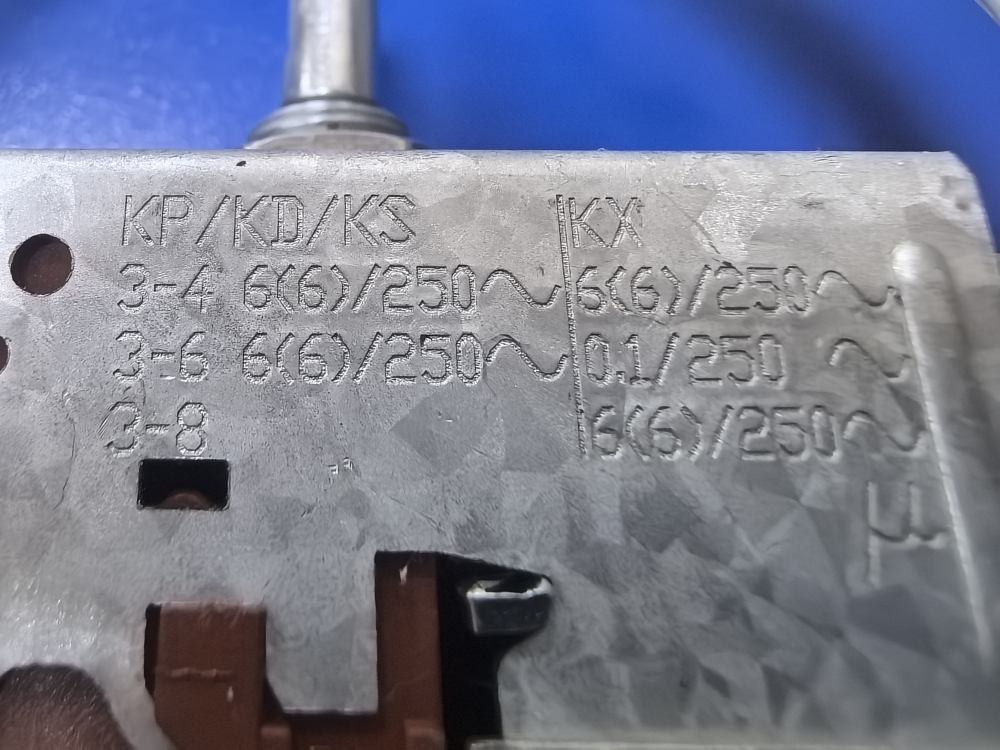 KP/KD/KS | KX
3-4 6(6)/250~ | 6(6)/250~
3-6 6(6)/250~ | 0.1/250 ~
3-8 | 6(6)/250~
μ